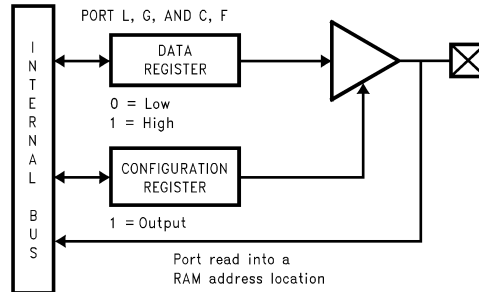 PORT L, G, AND C, F
INTERNAL BUS
DATA
REGISTER
0 = Low
1 = High
CONFIGURATION
REGISTER
1 = Output
Port read into a
RAM address location